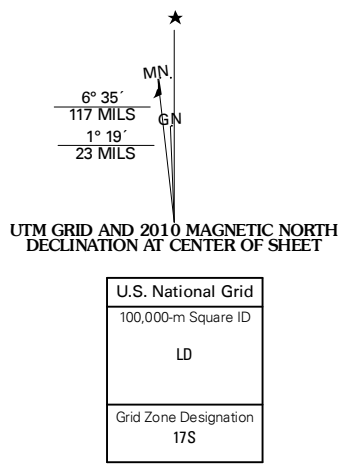 ★
MN.
6° 35´
117 MILS
GN
1° 19´
23 MILS
UTM GRID AND 2010 MAGNETIC NORTH
DECLINATION AT CENTER OF SHEET
U.S. National Grid
100,000-m Square ID
LD
Grid Zone Designation
17S